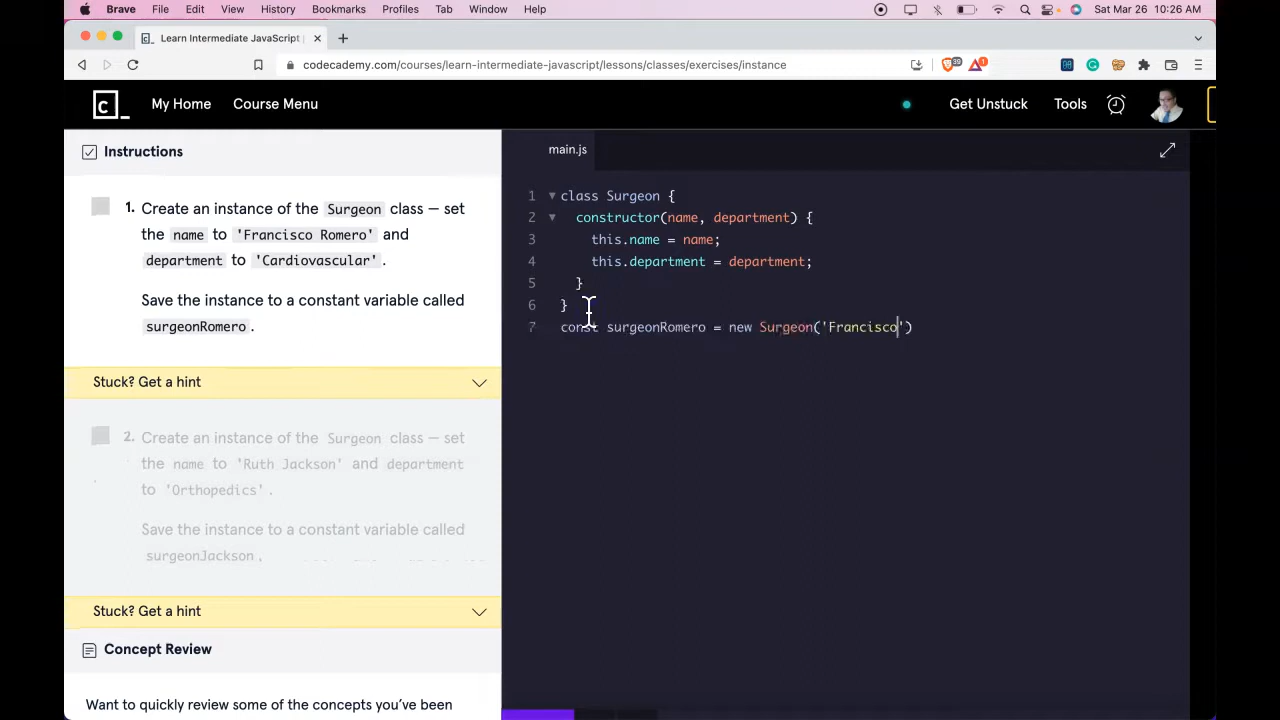 Brave File Edit View History Bookmarks Profiles Tab Window Help Sat Mar 26 10:26 AM
Learn Intermediate JavaScript
codecademy.com/courses/learn-intermediate-javascript/lessons/classes/exercises/instance 39 1
c_ My Home Course Menu Get Unstuck Tools
Instructions
1. Create an instance of the Surgeon class — set
the name to 'Francisco Romero' and
department to 'Cardiovascular'.
Save the instance to a constant variable called
surgeonRomero.
Stuck? Get a hint
2. Create an instance of the Surgeon class — set
the name to 'Ruth Jackson' and department
to 'Orthopedics'.
Save the instance to a constant variable called
surgeonJackson,
Stuck? Get a hint
Concept Review
Want to quickly review some of the concepts you've been
main.js
1 class Surgeon {
2 constructor(name, department) {
3 this.name = name;
4 this.department = department;
5 }
6 }
7 const surgeonRomero = new Surgeon('Francisco')